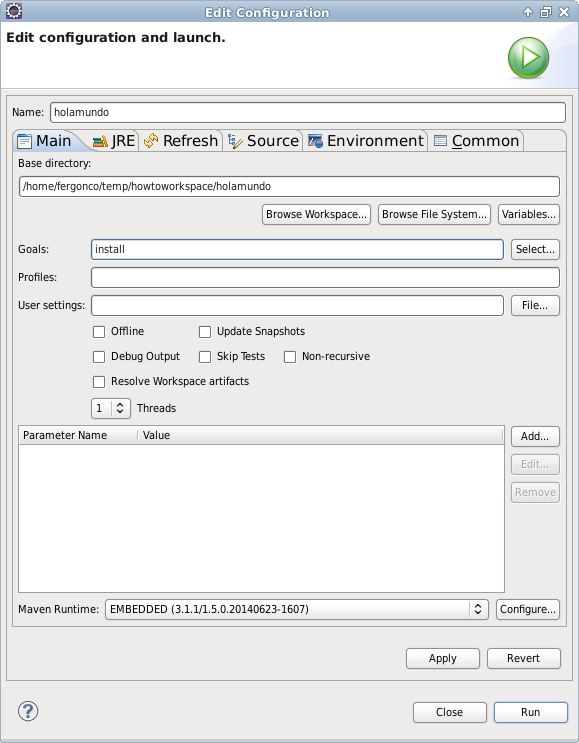 Edit Configuration
Edit configuration and launch.
Name: holamundo
Main JRE Refresh Source Environment Common
Base directory:
/home/fergonco/temp/howtoworkspace/holamundo
Browse Workspace... Browse File System... Variables...
Goals: install Select...
Profiles:
User settings: File...
Offline Update Snapshots
Debug Output Skip Tests Non-recursive
Resolve Workspace artifacts
1 Threads
Parameter Name Value Add...
Edit...
Remove
Maven Runtime: EMBEDDED (3.1.1/1.5.0.20140623-1607) Configure...
Apply Revert
? Close Run